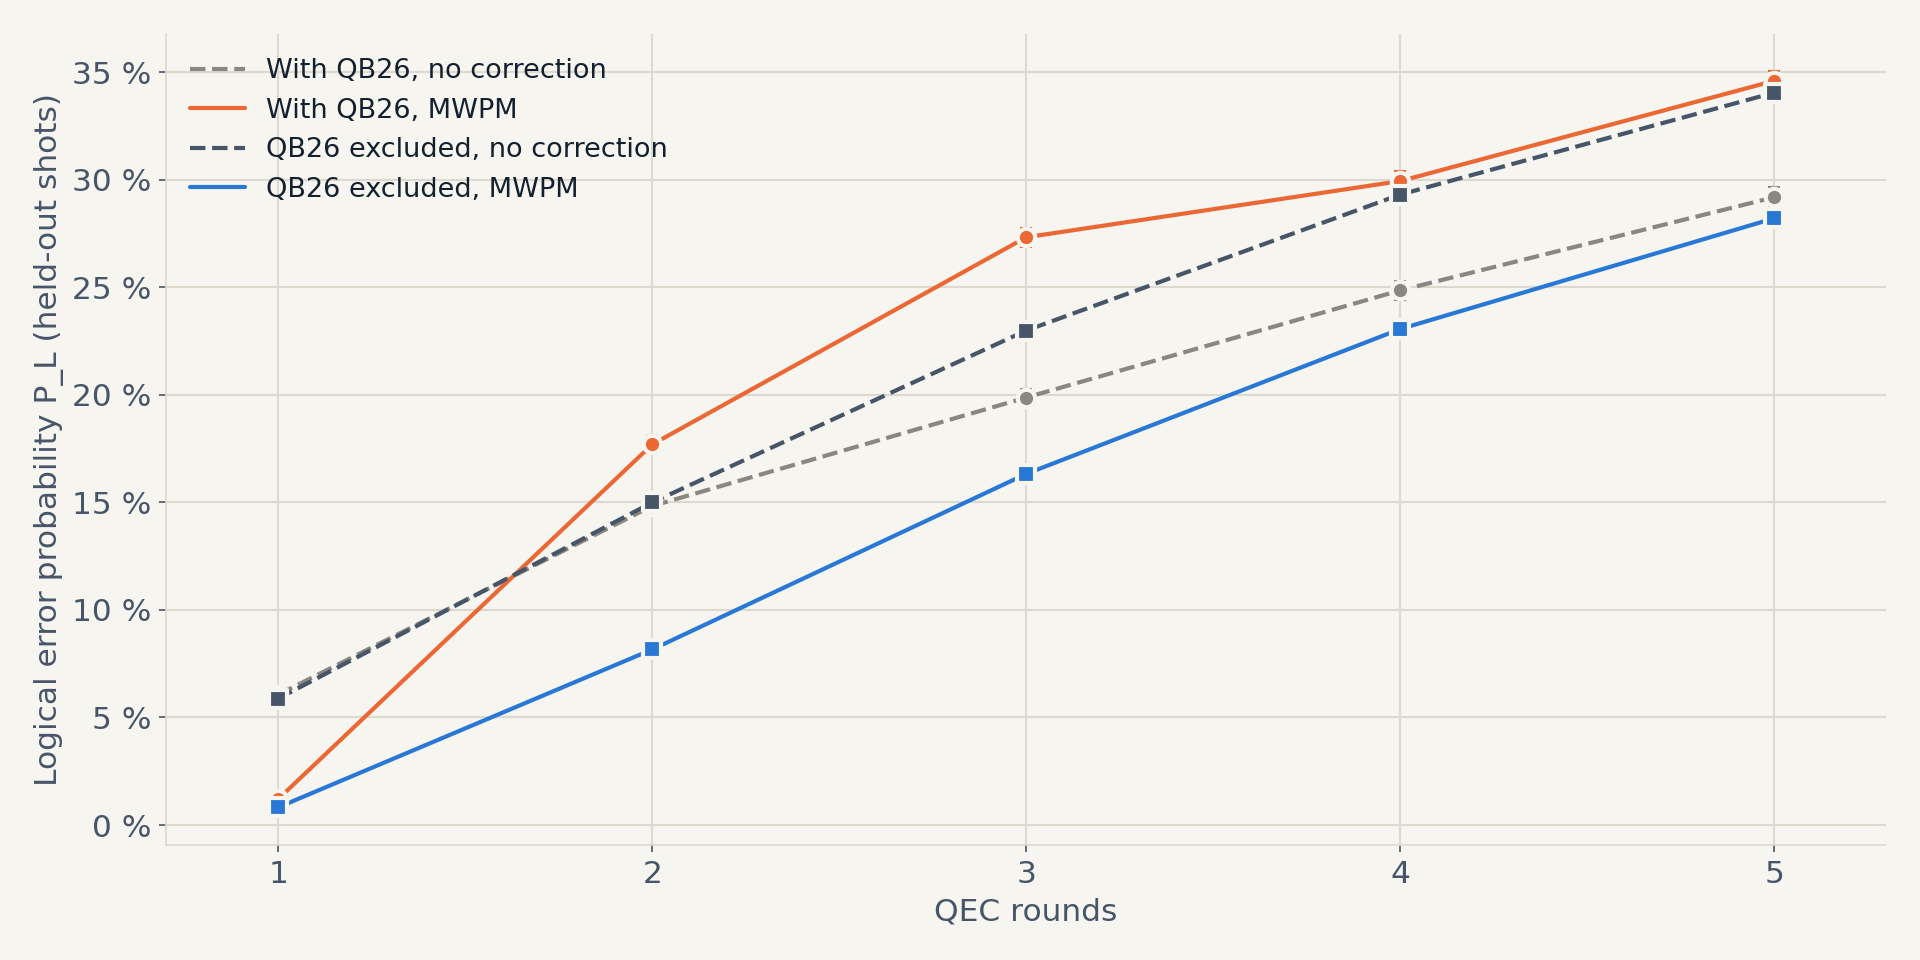 With QB26, no correction
With QB26, MWPM
QB26 excluded, no correction
QB26 excluded, MWPM
Logical error probability P_L (held-out shots)
35 %
30 %
25 %
20 %
15 %
10 %
5 %
0 %
1 2 3 4 5
QEC rounds